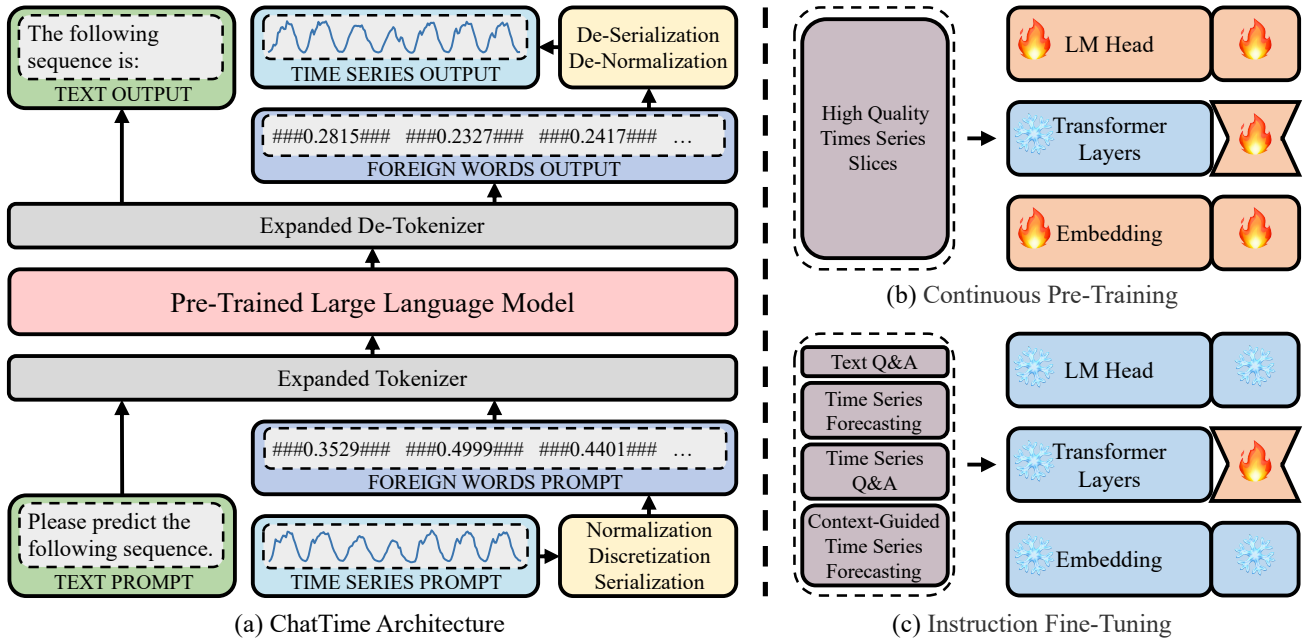 The following
sequence is:
TEXT OUTPUT
TIME SERIES OUTPUT
De-Serialization
De-Normalization
###0.2815### ###0.2327### ###0.2417### ...
FOREIGN WORDS OUTPUT
Expanded De-Tokenizer
Pre-Trained Large Language Model
Expanded Tokenizer
###0.3529### ###0.4999### ###0.4401### ...
FOREIGN WORDS PROMPT
Please predict the
following sequence.
TEXT PROMPT
TIME SERIES PROMPT
Normalization
Discretization
Serialization
(a) ChatTime Architecture
High Quality
Times Series
Slices
LM Head
Transformer
Layers
Embedding
(b) Continuous Pre-Training
Text Q&A
Time Series
Forecasting
Time Series
Q&A
Context-Guided
Time Series
Forecasting
LM Head
Transformer
Layers
Embedding
(c) Instruction Fine-Tuning